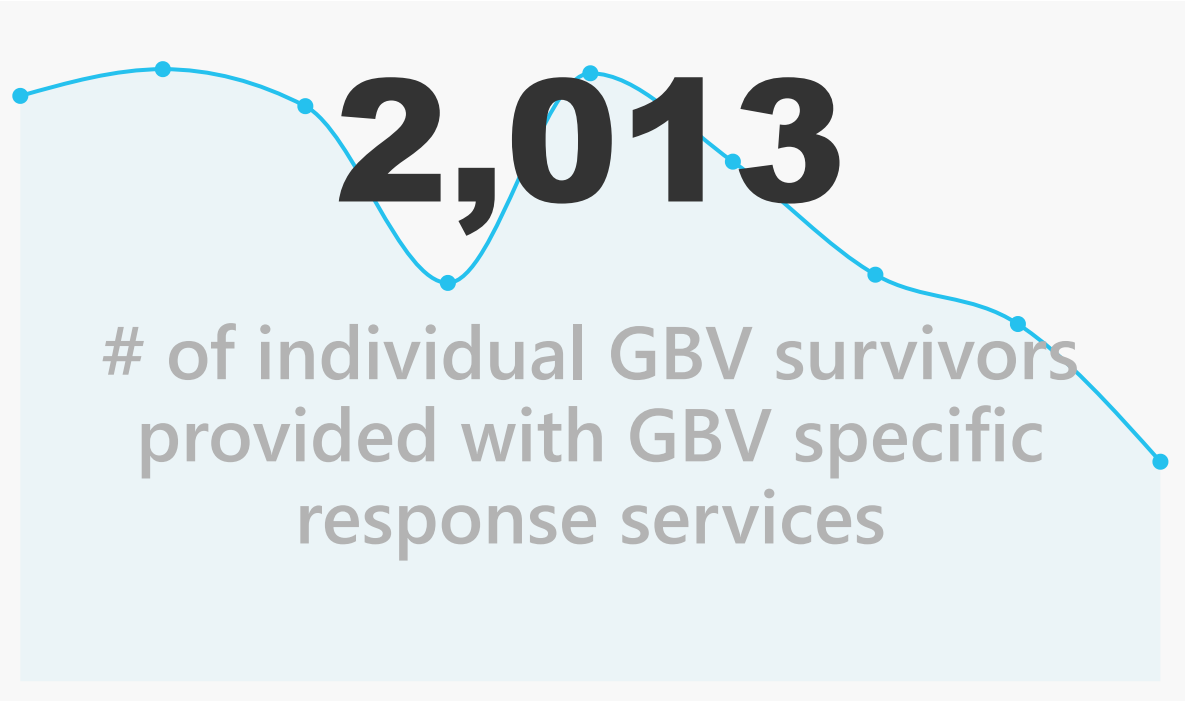 2,013
# of individual GBV survivors
provided with GBV specific
response services